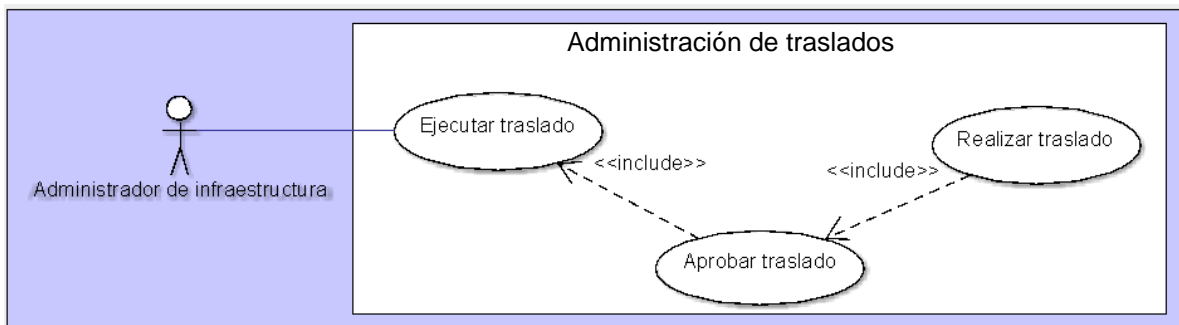 Administración de traslados
Ejecutar traslado
Realizar traslado
<<include>>
<<include>>
Administrador de infraestructura
Aprobar traslado